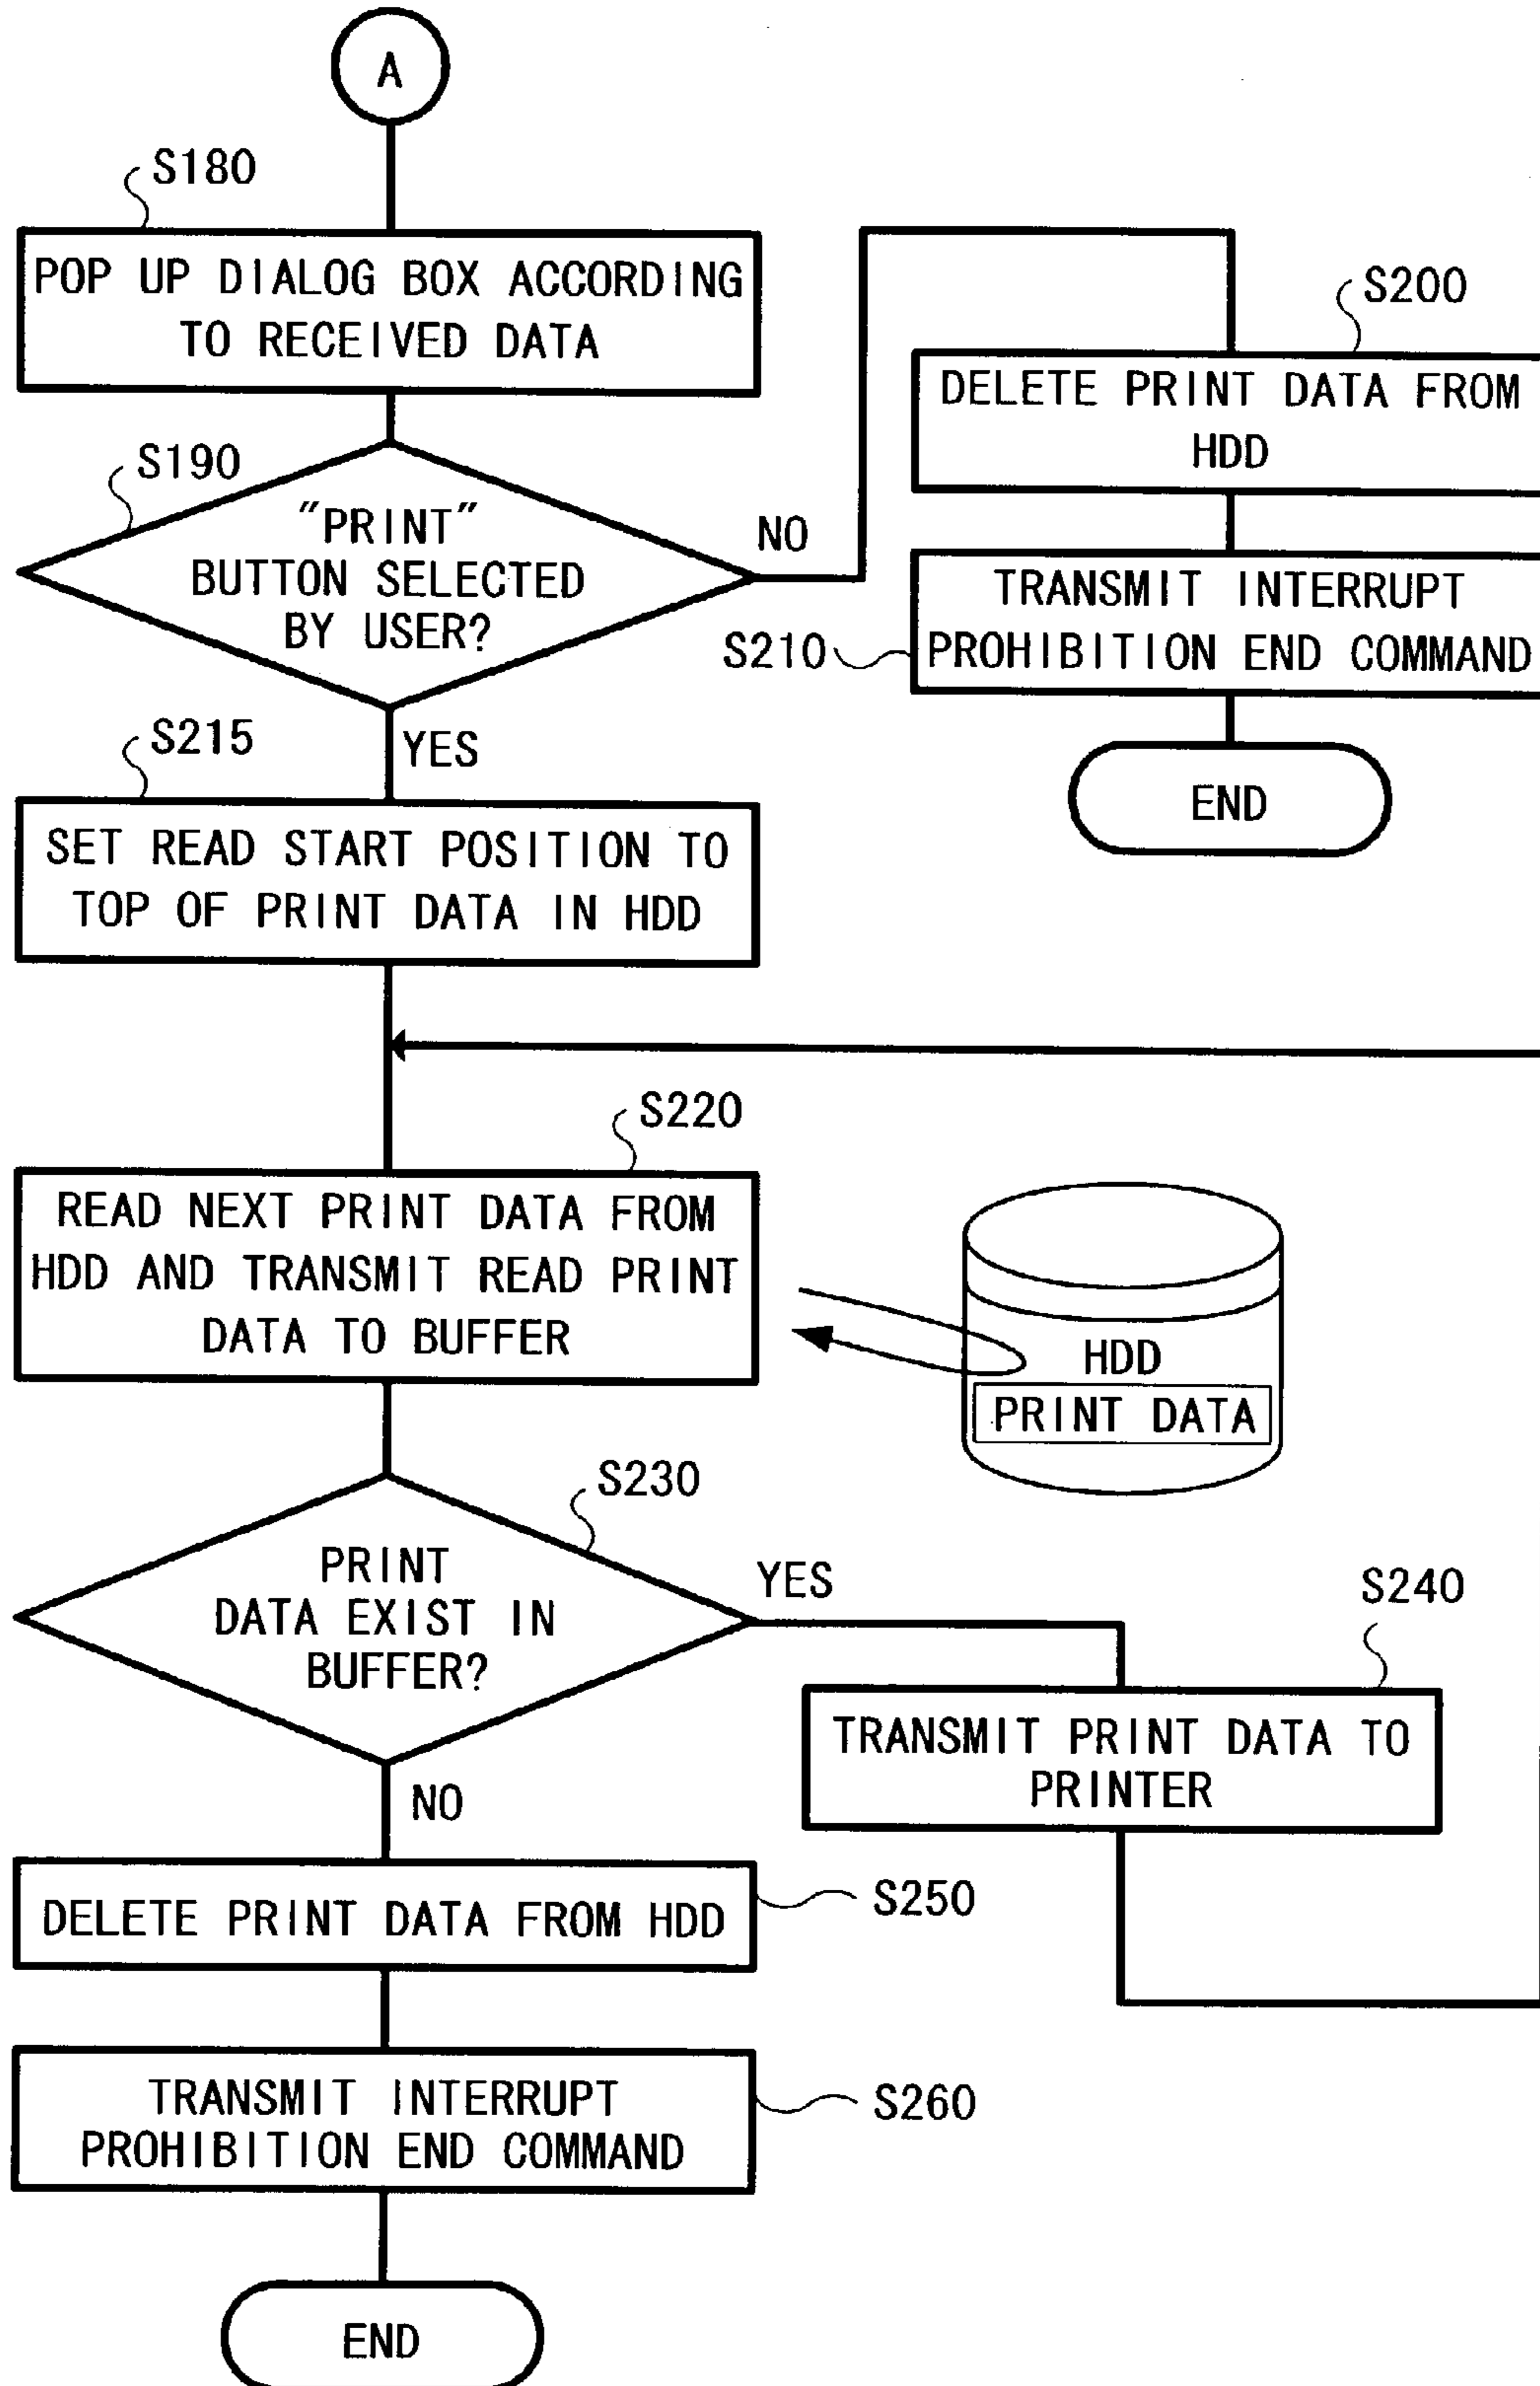 A
S180
POP UP DIALOG BOX ACCORDING
TO RECEIVED DATA
S190
"PRINT"
BUTTON SELECTED
BY USER?
NO
S200
DELETE PRINT DATA FROM
HDD
S210
TRANSMIT INTERRUPT
PROHIBITION END COMMAND
END
YES
S215
SET READ START POSITION TO
TOP OF PRINT DATA IN HDD
S220
READ NEXT PRINT DATA FROM
HDD AND TRANSMIT READ PRINT
DATA TO BUFFER
HDD
PRINT DATA
S230
PRINT
DATA EXIST IN
BUFFER?
YES
S240
TRANSMIT PRINT DATA TO
PRINTER
NO
S250
DELETE PRINT DATA FROM HDD
S260
TRANSMIT INTERRUPT
PROHIBITION END COMMAND
END